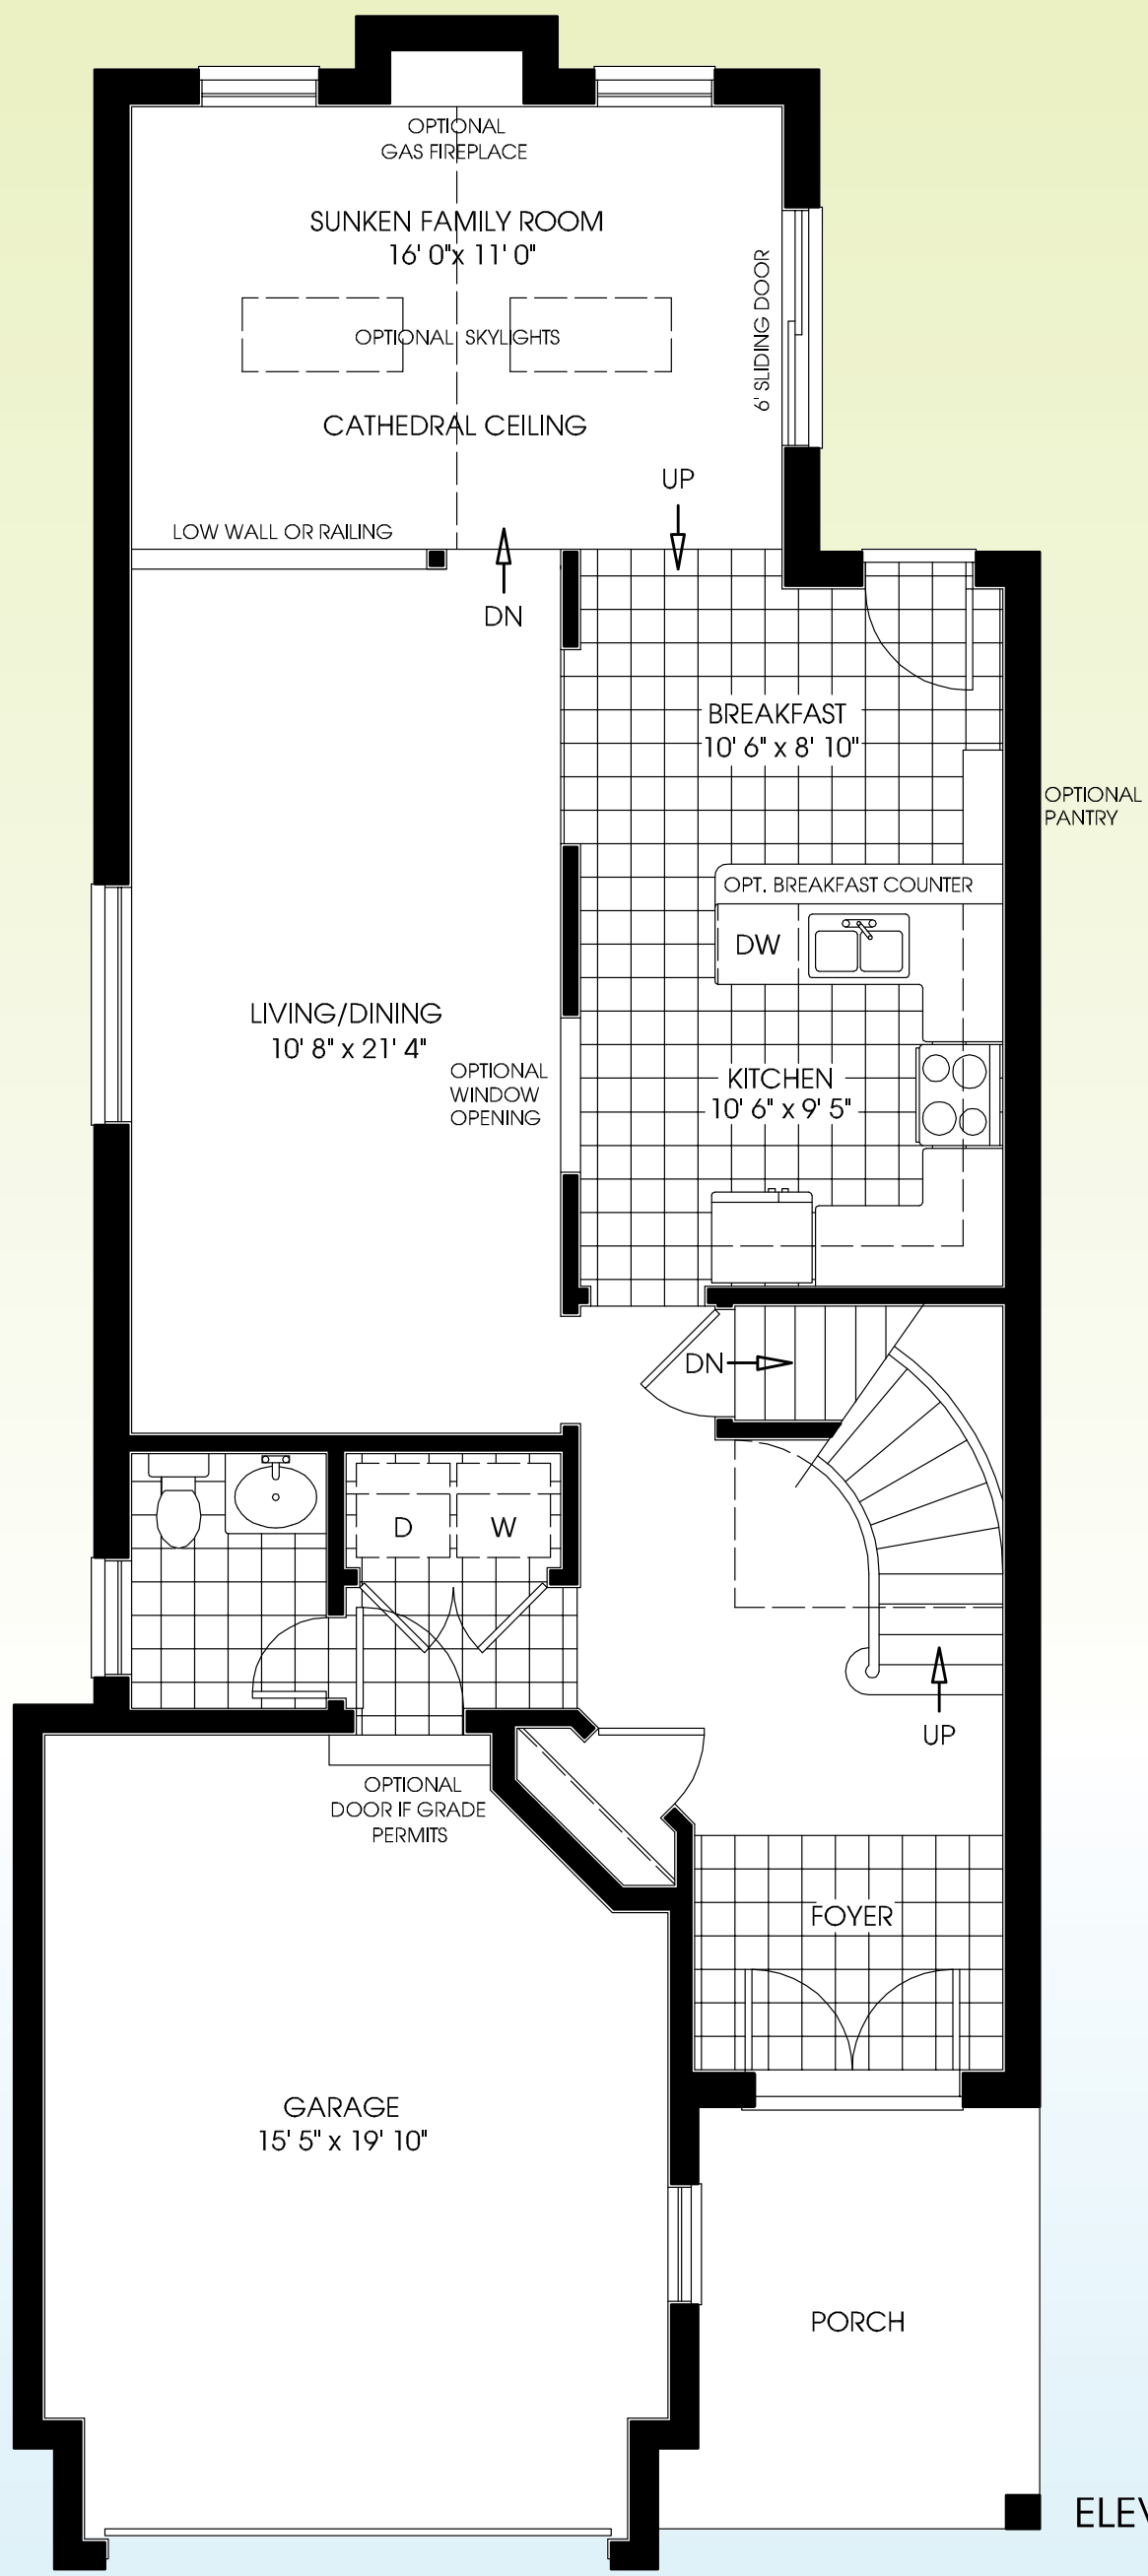 OPTIONAL
GAS FIREPLACE
SUNKEN FAMILY ROOM
16' 0"x 11' 0"
6' SLIDING DOOR
OPTIONAL SKYLIGHTS
CATHEDRAL CEILING
UP
LOW WALL OR RAILING
DN
BREAKFAST
10' 6" x 8' 10"
OPTIONAL
PANTRY
OPT. BREAKFAST COUNTER
DW
LIVING/DINING
10' 8" x 21' 4"
OPTIONAL
WINDOW
OPENING
KITCHEN
10' 6" x 9' 5"
DN
D
W
UP
OPTIONAL
DOOR IF GRADE
PERMITS
FOYER
GARAGE
15' 5" x 19' 10"
PORCH
ELEV